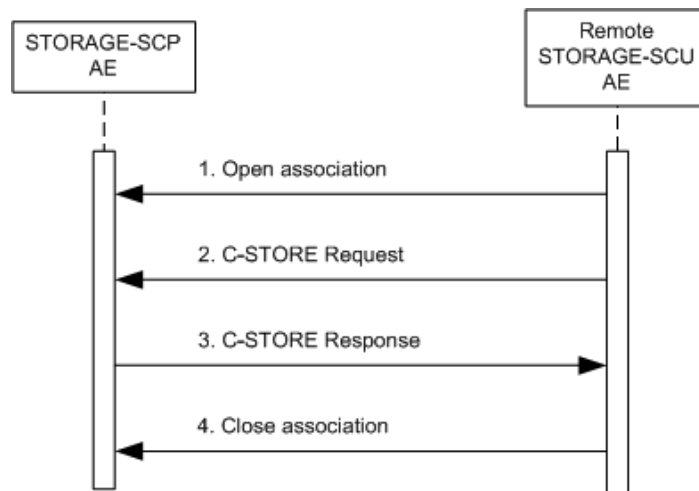 STORAGE-SCP
AE
Remote
STORAGE-SCU
AE
1. Open association
2. C-STORE Request
3. C-STORE Response
4. Close association